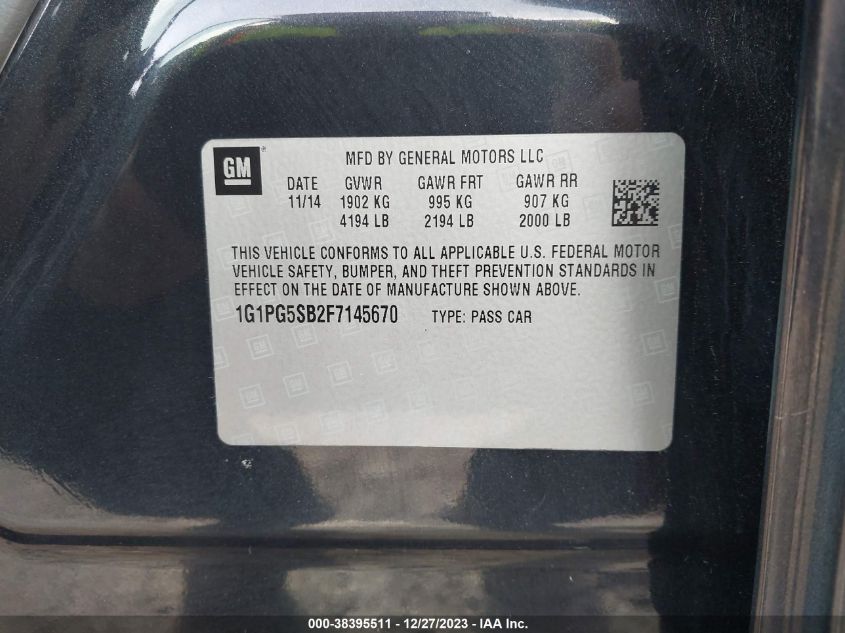 GM
MFD BY GENERAL MOTORS LLC
DATE GVWR GAWR FRT GAWR RR
11/14 1902 KG 995 KG 907 KG
4194 LB 2194 LB 2000 LB
THIS VEHICLE CONFORMS TO ALL APPLICABLE U.S. FEDERAL MOTOR
VEHICLE SAFETY, BUMPER, AND THEFT PREVENTION STANDARDS IN
EFFECT ON THE DATE OF MANUFACTURE SHOWN ABOVE.
1G1PG5SB2F7145670 TYPE: PASS CAR
000-38395511 - 12/27/2023 - IAA Inc.